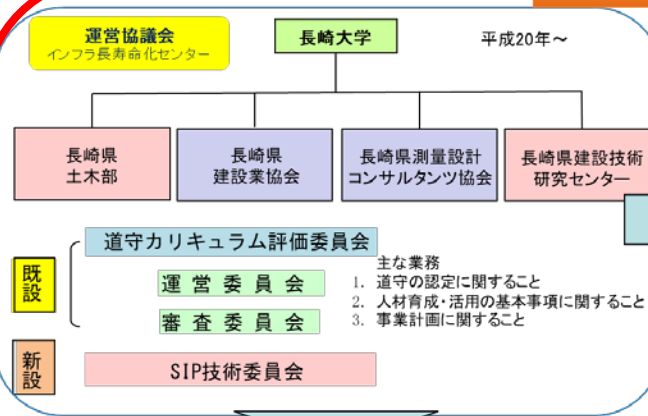 運営協議会
インフラ長寿命化センター
長崎大学
平成20年～
長崎県
土木部
長崎県
建設業協会
長崎県測量設計
コンサルタンツ協会
長崎県建設技術
研究センター
既設
道守カリキュラム評価委員会
運営委員会
審査委員会
主な業務
1. 道守の認定に関すること
2. 人材育成・活用の基本事項に関すること
3. 事業計画に関すること
新設
SIP技術委員会